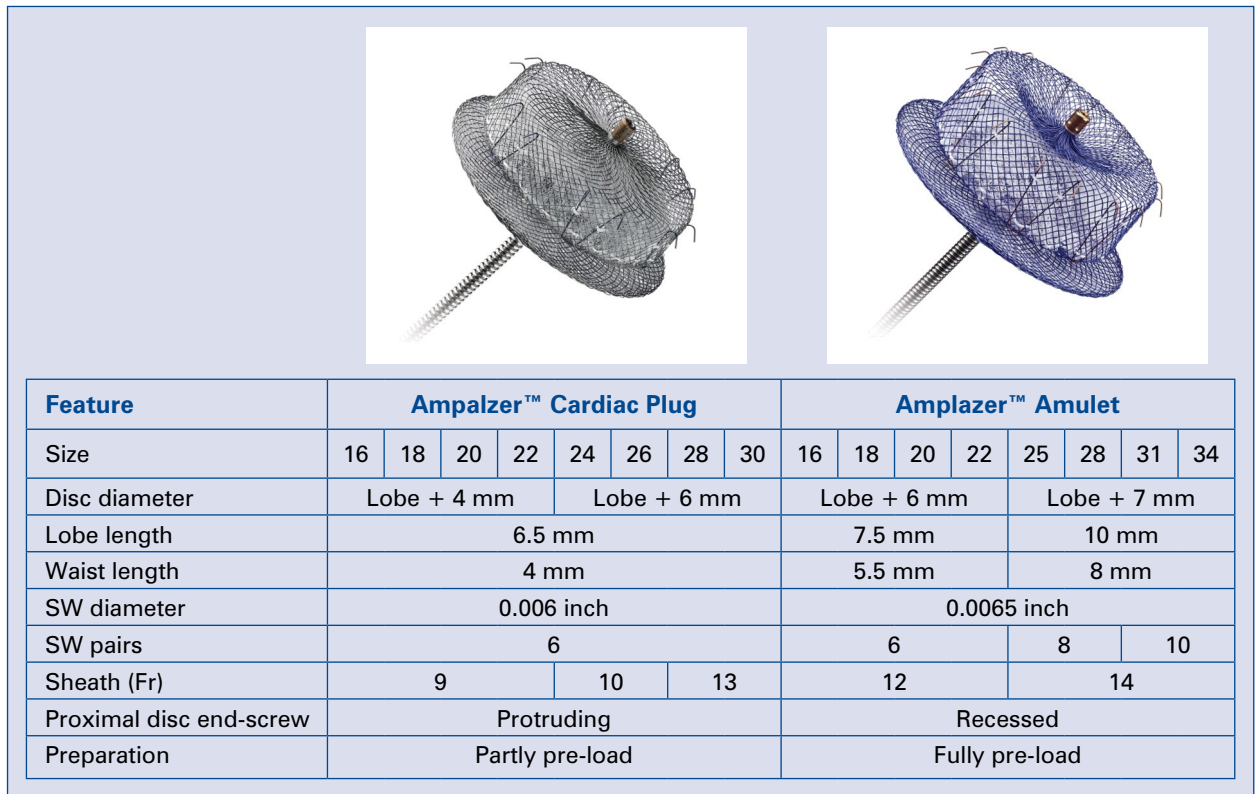 Feature Ampalzer™ Cardiac Plug Amplazer™ Amulet
Size 16 18 20 22 24 26 28 30 16 18 20 22 25 28 31 34
Disc diameter Lobe + 4 mm Lobe + 6 mm Lobe + 6 mm Lobe + 7 mm
Lobe length 6.5 mm 7.5 mm 10 mm
Waist length 4 mm 5.5 mm 8 mm
SW diameter 0.006 inch 0.0065 inch
SW pairs 6 6 8 10
Sheath (Fr) 9 10 13 12 14
Proximal disc end-screw Protruding Recessed
Preparation Partly pre-load Fully pre-load